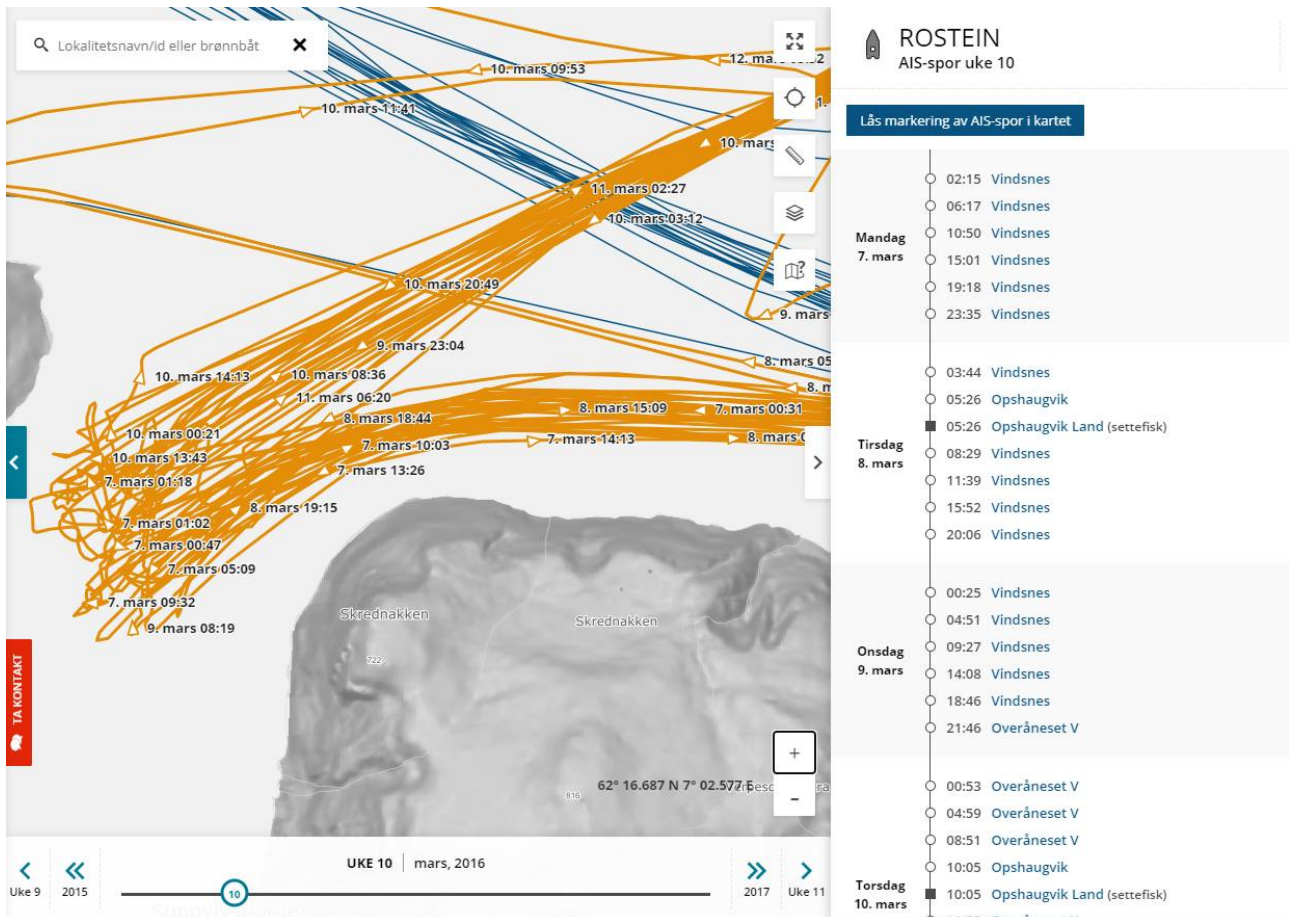 Lokalitetsnavn/id eller brønnbåt
10. mars 09:53
10. mars 11:41
10. mars
11. mars 02:27
10. mars 03:12
10. mars 20:49
9. mars
9. mars 23:04
8. mars 05
10. mars 14:13
10. mars 08:36
11. mars 06:20
8. mars 18:44
8. mars 15:09
7. mars 00:31
10. mars 00:21
7. mars 10:03
7. mars 14:13
10. mars 13:43
7. mars 13:26
7. mars 01:18
8. mars 19:15
7. mars 01:02
7. mars 00:47
7. mars 05:09
7. mars 09:32
9. mars 08:19
Skrednakken
Skrednakken
722
816
62° 16.687 N 7° 02.577 E
+
-
TA KONTAKT
UKE 10 | mars, 2016
Uke 9
2015
10
2017
Uke 11
ROSTEIN
AIS-spor uke 10
Lås markering av AIS-spor i kartet
Mandag
7. mars
02:15 Vindsnes
06:17 Vindsnes
10:50 Vindsnes
15:01 Vindsnes
19:18 Vindsnes
23:35 Vindsnes
Tirsdag
8. mars
03:44 Vindsnes
05:26 Opshaugvik
05:26 Opshaugvik Land (settefisk)
08:29 Vindsnes
11:39 Vindsnes
15:52 Vindsnes
20:06 Vindsnes
Onsdag
9. mars
00:25 Vindsnes
04:51 Vindsnes
09:27 Vindsnes
14:08 Vindsnes
18:46 Vindsnes
21:46 Overåneset V
Torsdag
10. mars
00:53 Overåneset V
04:59 Overåneset V
08:51 Overåneset V
10:05 Opshaugvik
10:05 Opshaugvik Land (settefisk)